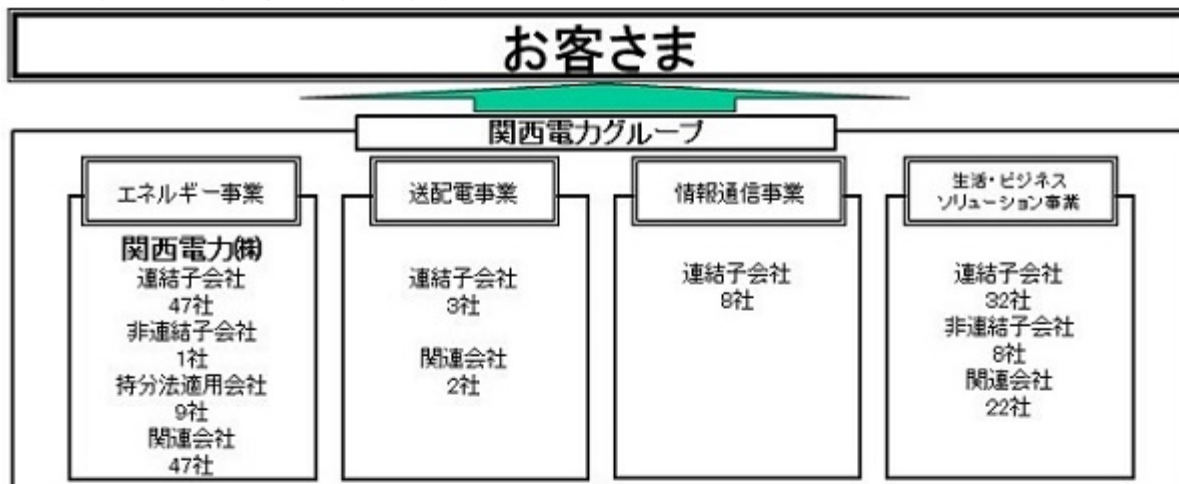 お客さま
関西電力グループ
エネルギー事業
関西電力㈱
連結子会社
47社
非連結子会社
1社
持分法適用会社
9社
関連会社
47社
送配電事業
連結子会社
3社
関連会社
2社
情報通信事業
連結子会社
8社
生活・ビジネス
ソリューション事業
連結子会社
32社
非連結子会社
8社
関連会社
22社